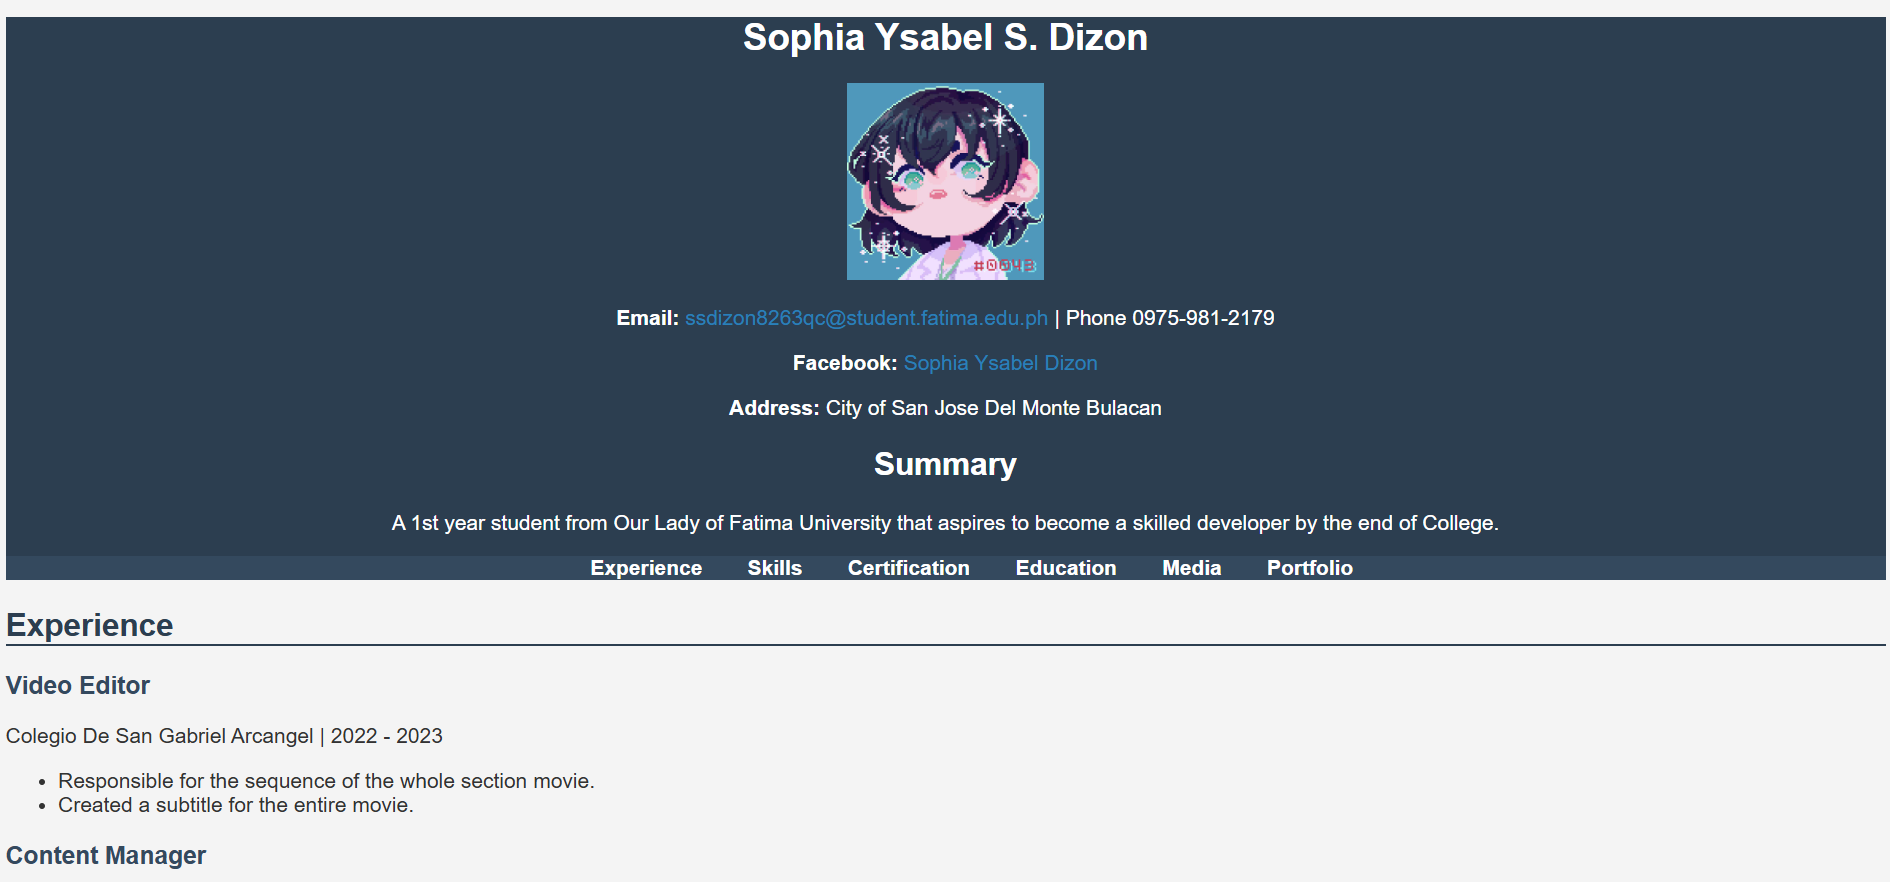 Sophia Ysabel S. Dizon
#0043
Email: ssdizon8263qc@student.fatima.edu.ph | Phone 0975-981-2179
Facebook: Sophia Ysabel Dizon
Address: City of San Jose Del Monte Bulacan
Summary
A 1st year student from Our Lady of Fatima University that aspires to become a skilled developer by the end of College.
Experience Skills Certification Education Media Portfolio
Experience
Video Editor
Colegio De San Gabriel Arcangel | 2022 - 2023
• Responsible for the sequence of the whole section movie.
• Created a subtitle for the entire movie.
Content Manager